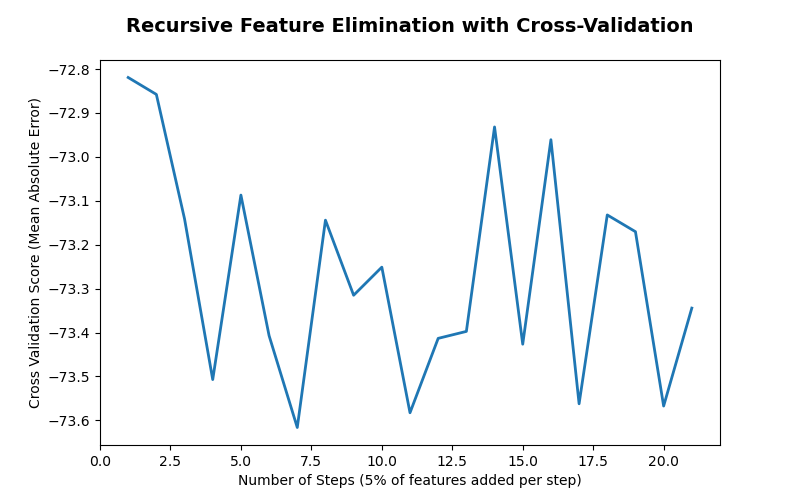 Recursive Feature Elimination with Cross-Validation
Cross Validation Score (Mean Absolute Error)
−72.8
−72.9
−73.0
−73.1
−73.2
−73.3
−73.4
−73.5
−73.6
0.0 2.5 5.0 7.5 10.0 12.5 15.0 17.5 20.0
Number of Steps (5% of features added per step)